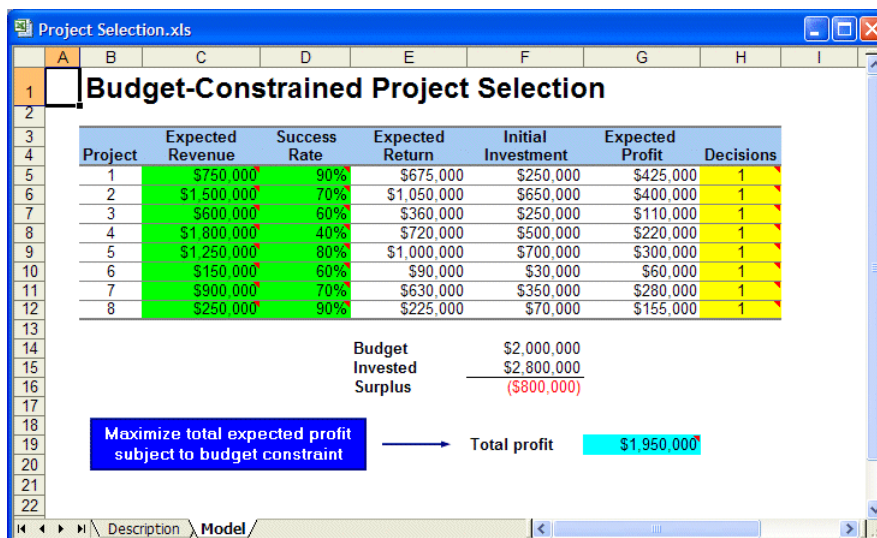 Project Selection.xls
A B C D E F G H I
1 Budget-Constrained Project Selection
2
3 Expected Success Expected Initial Expected
4 Project Revenue Rate Return Investment Profit Decisions
5 1 $750,000 90% $675,000 $250,000 $425,000 1
6 2 $1,500,000 70% $1,050,000 $650,000 $400,000 1
7 3 $600,000 60% $360,000 $250,000 $110,000 1
8 4 $1,800,000 40% $720,000 $500,000 $220,000 1
9 5 $1,250,000 80% $1,000,000 $700,000 $300,000 1
10 6 $150,000 60% $90,000 $30,000 $60,000 1
11 7 $900,000 70% $630,000 $350,000 $280,000 1
12 8 $250,000 90% $225,000 $70,000 $155,000 1
13
14 Budget $2,000,000
15 Invested $2,800,000
16 Surplus ($800,000)
17
18 Maximize total expected profit
19 subject to budget constraint Total profit $1,950,000
20
21
22
Description Model